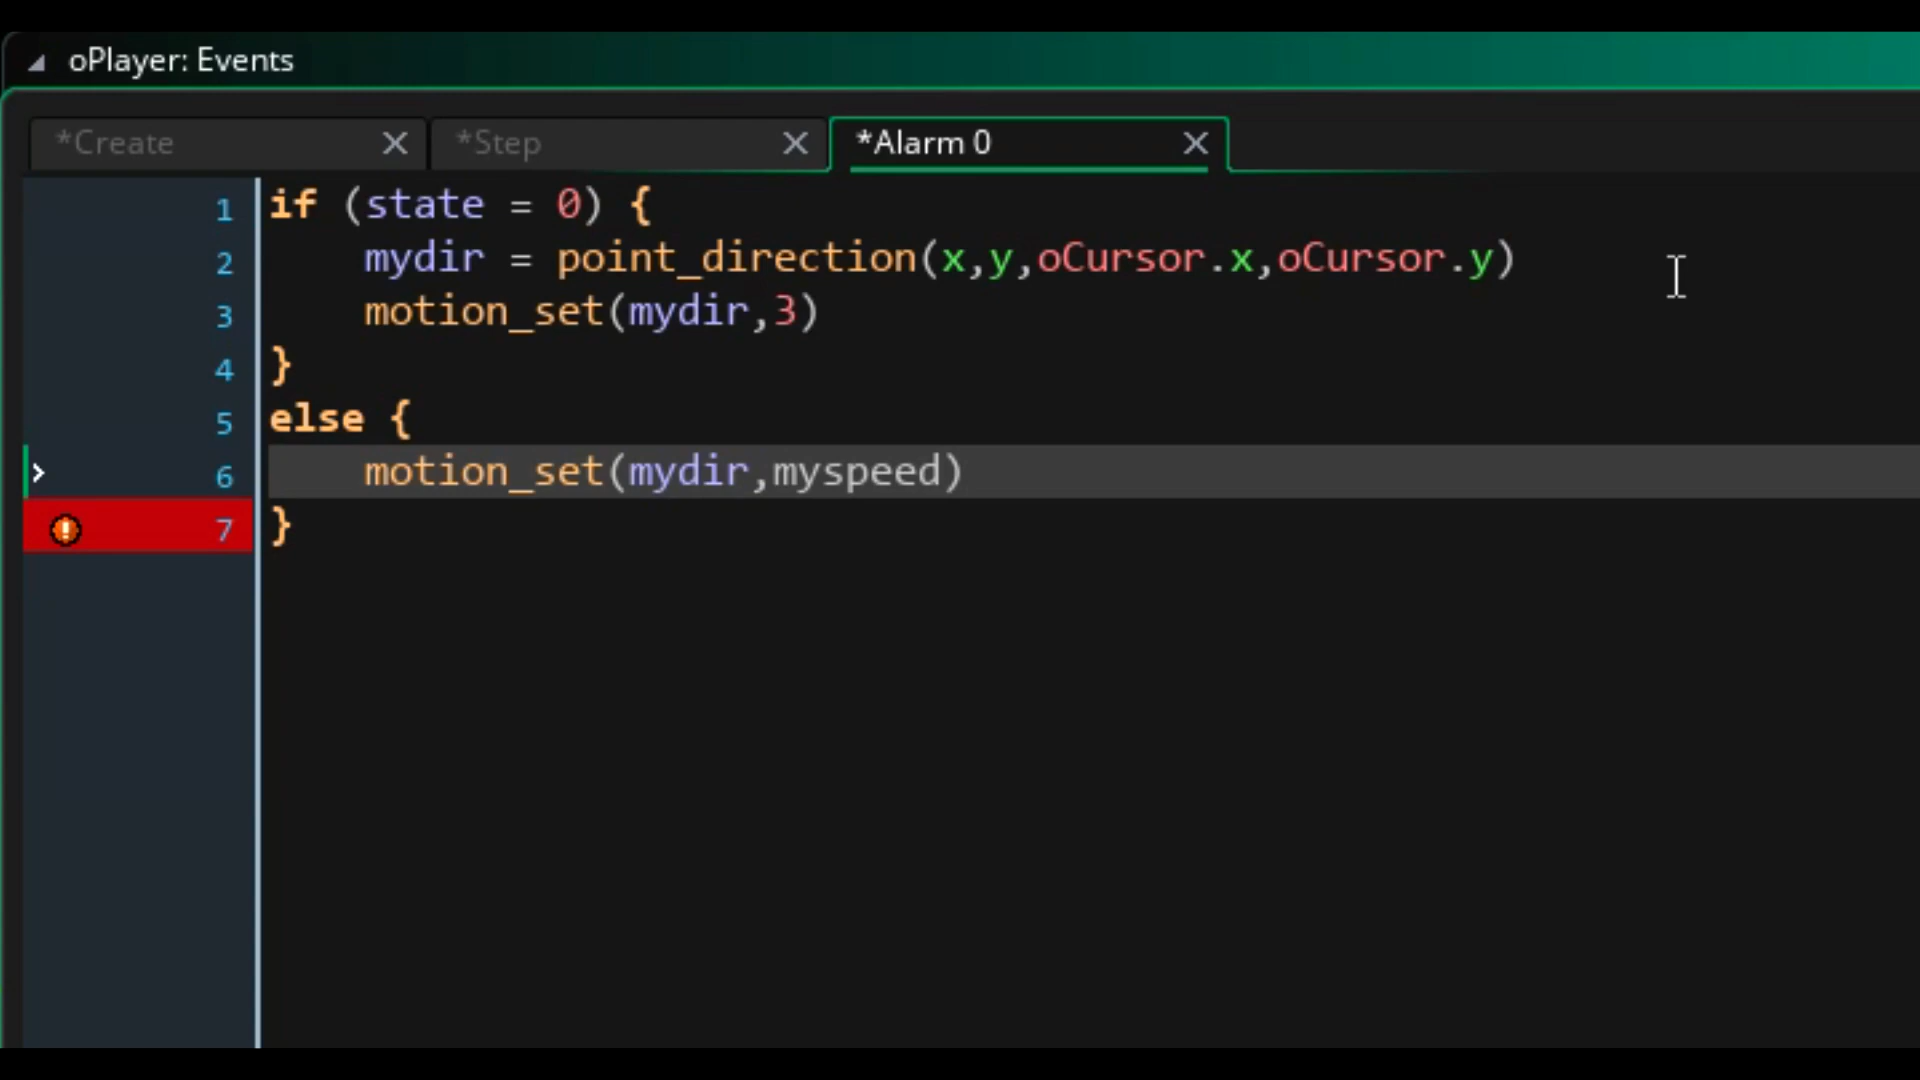 oPlayer: Events
*Create
*Step
*Alarm 0
1 if (state = 0) {
2 mydir = point_direction(x,y,oCursor.x,oCursor.y)
3 motion_set(mydir,3)
4 }
5 else {
6 motion_set(mydir,myspeed)
7 }